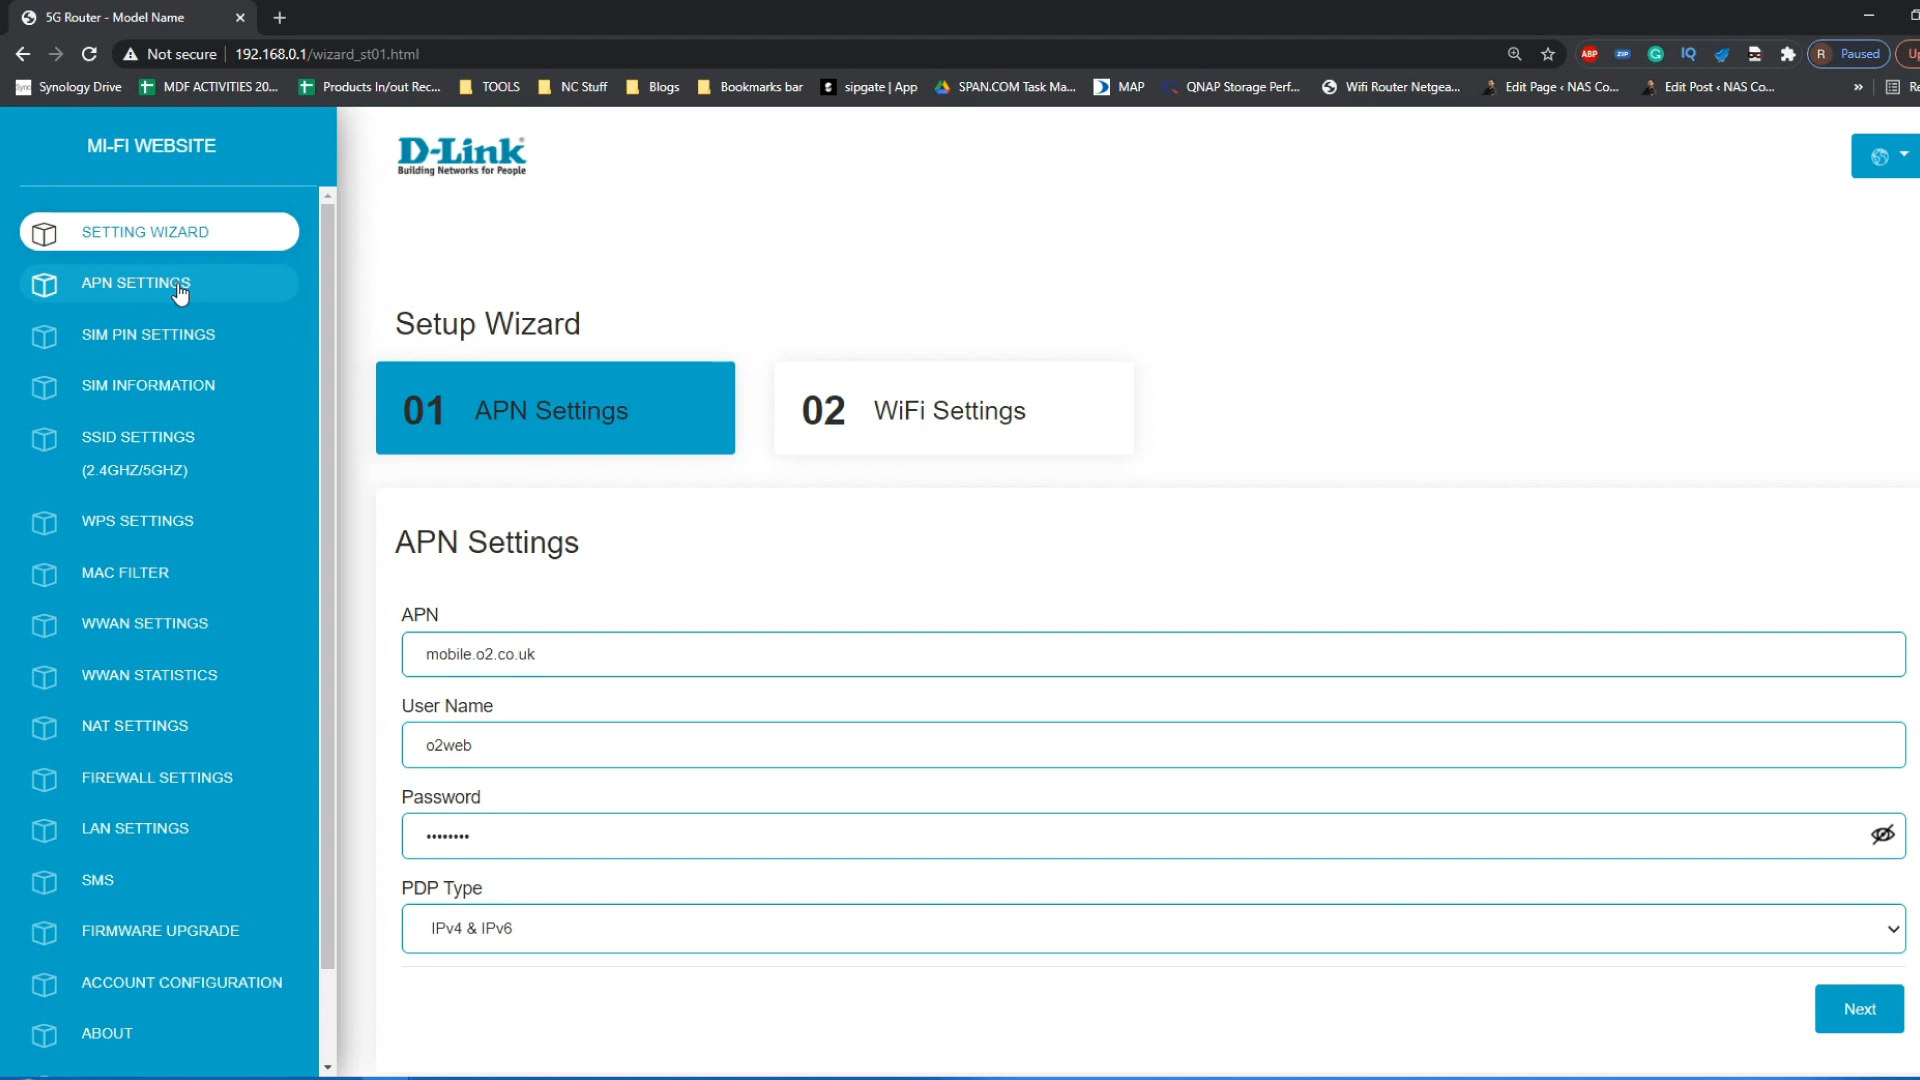 5G Router - Model Name
Not secure
192.168.0.1/wizard_st01.html
ABP
ZIP
IQ
R
Paused
Synology Drive
MDF ACTIVITIES 20...
Products In/out Rec...
TOOLS
NC Stuff
Blogs
Bookmarks bar
sipgate | App
SPAN.COM Task Ma...
MAP
QNAP Storage Perf...
Wifi Router Netgea...
Edit Page ‹ NAS Co...
Edit Post ‹ NAS Co...
»
MI-FI WEBSITE
D-Link
Building Networks for People
SETTING WIZARD
APN SETTINGS
SIM PIN SETTINGS
SIM INFORMATION
SSID SETTINGS
(2.4GHZ/5GHZ)
WPS SETTINGS
MAC FILTER
WWAN SETTINGS
WWAN STATISTICS
NAT SETTINGS
FIREWALL SETTINGS
LAN SETTINGS
SMS
FIRMWARE UPGRADE
ACCOUNT CONFIGURATION
ABOUT
Setup Wizard
01 APN Settings
02 WiFi Settings
APN Settings
APN
mobile.o2.co.uk
User Name
o2web
Password
••••••••
PDP Type
IPv4 & IPv6
Next